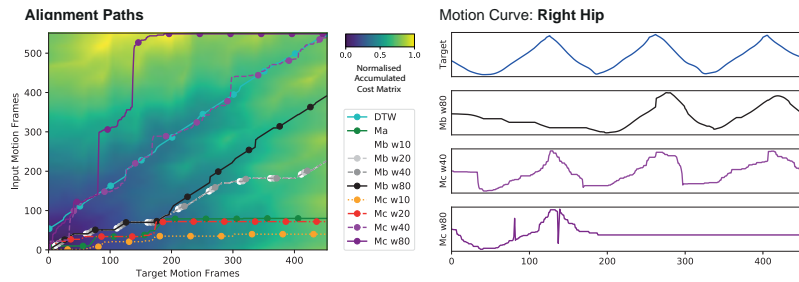 Alignment Paths
Motion Curve: Right Hip
Input Motion Frames
500
400
300
200
100
0
0
100
200
300
400
Target Motion Frames
0.0
0.5
1.0
Normalised
Accumulated
Cost Matrix
DTW
Ma
Mb w10
Mb w20
Mb w40
Mb w80
Mc w10
Mc w20
Mc w40
Mc w80
Target
Mb w80
Mc w40
Mc w80
0
100
200
300
400